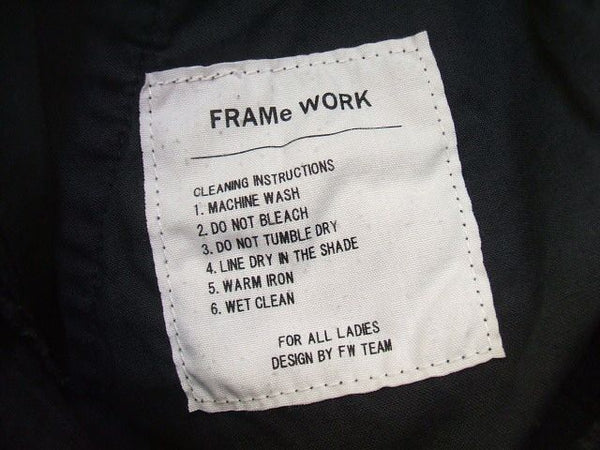 FRAMe WORK
CLEANING INSTRUCTIONS
1. MACHINE WASH
2. DO NOT BLEACH
3. DO NOT TUMBLE DRY
4. LINE DRY IN THE SHADE
5. WARM IRON
6. WET CLEAN
FOR ALL LADIES
DESIGN BY FW TEAM